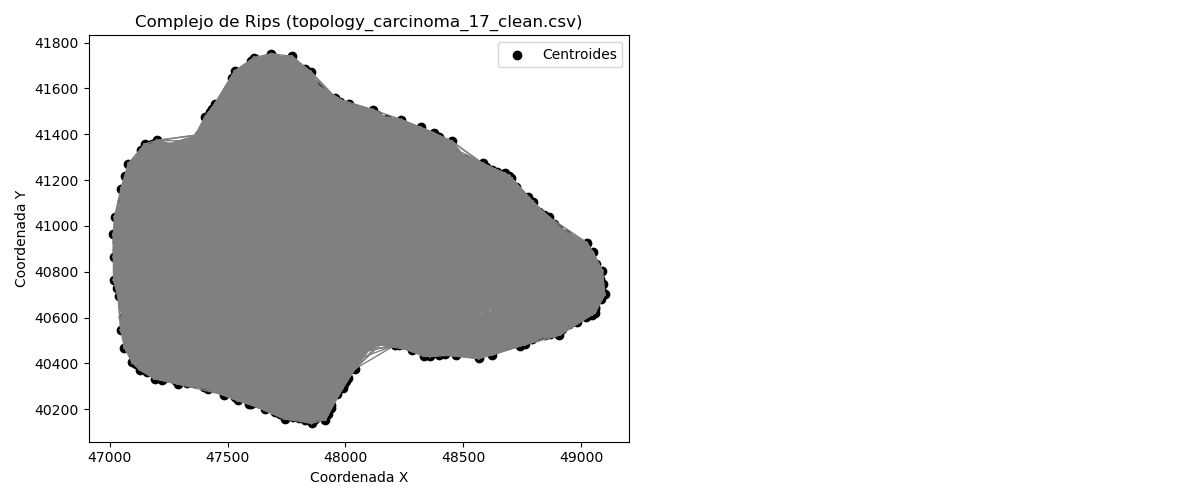 Complejo de Rips (topology_carcinoma_17_clean.csv)
Centroides
Coordenada Y
41800
41600
41400
41200
41000
40800
40600
40400
40200
47000 47500 48000 48500 49000
Coordenada X